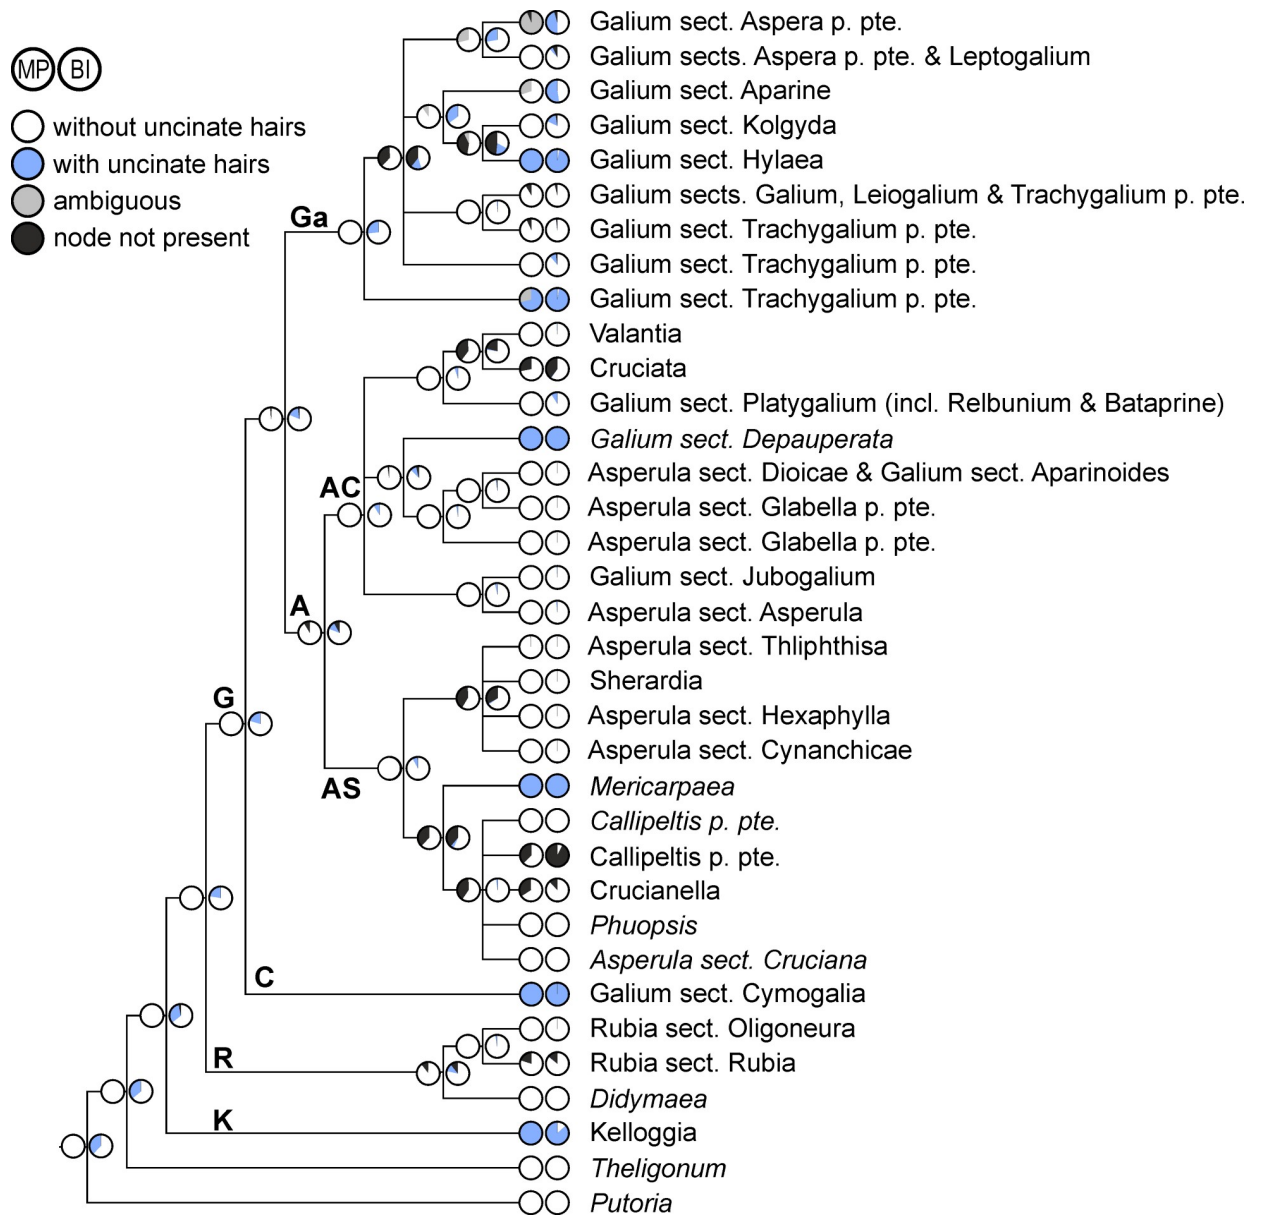 MP BI
without uncinate hairs
with uncinate hairs
ambiguous
node not present
Galium sect. Aspera p. pte.
Galium sects. Aspera p. pte. & Leptogalium
Galium sect. Aparine
Galium sect. Kolgyda
Galium sect. Hylaea
Galium sects. Galium, Leiogalium & Trachygalium p. pte.
Ga
Galium sect. Trachygalium p. pte.
Galium sect. Trachygalium p. pte.
Galium sect. Trachygalium p. pte.
Valantia
Cruciata
Galium sect. Platygalium (incl. Relbunium & Bataprine)
Galium sect. Depauperata
Asperula sect. Dioicae & Galium sect. Aparinoides
AC
Asperula sect. Glabella p. pte.
Asperula sect. Glabella p. pte.
Galium sect. Jubogalium
A
Asperula sect. Asperula
Asperula sect. Thliphthisa
Sherardia
G
Asperula sect. Hexaphylla
Asperula sect. Cynanchicae
AS
Mericarpaea
Callipeltis p. pte.
Callipeltis p. pte.
Crucianella
Phuopsis
Asperula sect. Cruciana
C
Galium sect. Cymogalia
Rubia sect. Oligoneura
R
Rubia sect. Rubia
Didymaea
K
Kelloggia
Theligonum
Putoria